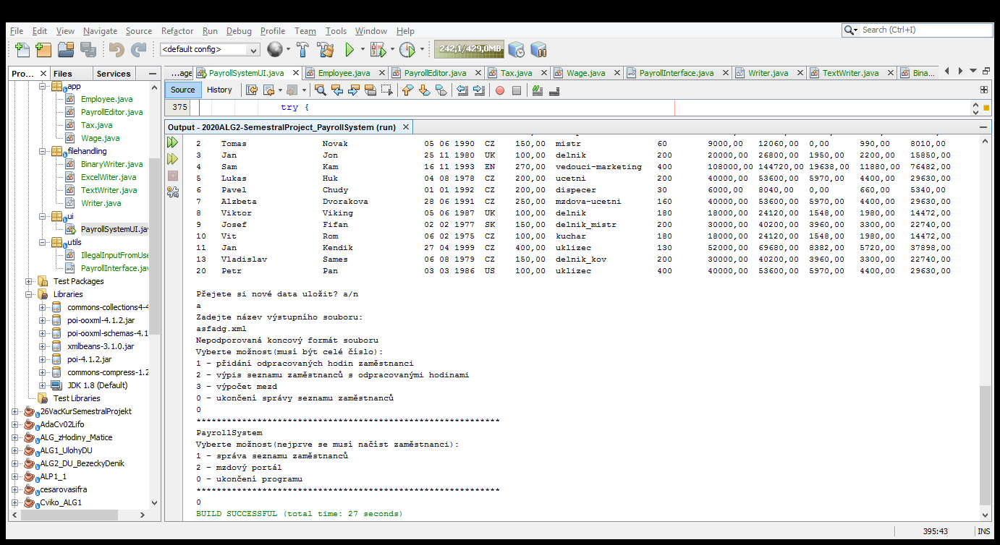 File Edit View Navigate Source Refactor Run Debug Profile Team Tools Window Help
Search (Ctrl+I)
<default config>
242,1/429,0MB
Pro... Files Services
...age PayrollSystemUI.java Employee.java PayrollEditor.java Tax.java Wage.java PayrollInterface.java Writer.java TextWriter.java Bina...
Source History
375 try {
app
Employee.java
PayrollEditor.java
Tax.java
Wage.java
filehandling
BinaryWriter.java
ExcelWriter.java
TextWriter.java
Writer.java
ui
PayrollSystemUI.jav
utils
IllegalInputFromUse
PayrollInterface.jav
Test Packages
Libraries
commons-collections4-4
poi-ooxml-4.1.2.jar
poi-ooxml-schemas-4.1
xmlbeans-3.1.0.jar
poi-4.1.2.jar
commons-compress-1.2
JDK 1.8 (Default)
Test Libraries
26VacKurSemestralProjekt
AdaCv02Lifo
ALG_zHodiny_Matice
ALG1_UlohyDU
ALG2_DU_BezeckyDenik
ALP1_1
cesarovasifra
Cviko_ALG1
Output - 2020ALG2-SemestralProject_PayrollSystem (run)
2 Tomas Novak 05 06 1990 CZ 150,00 mistr 60 9000,00 12060,00 0,00 990,00 8010,00
3 Jan Jon 25 11 1980 UK 100,00 delnik 200 20000,00 26800,00 1950,00 2200,00 15850,00
4 Sam Kam 16 11 1993 EN 270,00 vedouci-marketing 400 108000,00 144720,00 19638,00 11880,00 76482,00
5 Lukas Huk 04 08 1978 CZ 200,00 ucetni 200 40000,00 53600,00 5970,00 4400,00 29630,00
6 Pavel Chudy 01 01 1992 CZ 200,00 dispecer 30 6000,00 8040,00 0,00 660,00 5340,00
7 Alzbeta Dvorakova 28 06 1991 CZ 250,00 mzdova-ucetni 160 40000,00 53600,00 5970,00 4400,00 29630,00
8 Viktor Viking 05 06 1987 UK 100,00 delnik 180 18000,00 24120,00 1548,00 1980,00 14472,00
9 Josef Fifan 02 02 1977 SK 150,00 delnik_mistr 200 30000,00 40200,00 3960,00 3300,00 22740,00
10 Vit Rom 06 02 1975 CZ 100,00 kuchar 180 18000,00 24120,00 1548,00 1980,00 14472,00
11 Jan Kendik 27 04 1999 CZ 400,00 uklizec 130 52000,00 69680,00 8382,00 5720,00 37898,00
13 Vladislav Sames 06 08 1979 CZ 150,00 delnik_kov 200 30000,00 40200,00 3960,00 3300,00 22740,00
20 Petr Pan 03 03 1986 US 100,00 uklizec 400 40000,00 53600,00 5970,00 4400,00 29630,00
Přejete si nové data uložit? a/n
a
Zadejte název výstupního souboru:
asfadg.xml
Nepodporovaná koncový formát souboru
Vyberte možnost(musí být celé číslo):
1 - přidání odpracovaných hodin zaměstnanci
2 - výpis seznamu zaměstnanců s odpracovanými hodinami
3 - výpočet mezd
0 - ukončení správy seznamu zaměstnanců
0
************************************************************
PayrollSystem
Vyberte možnost(nejprve se musí načíst zaměstnanci):
1 - správa seznamu zaměstnanců
2 - mzdový portál
0 - ukončení programu
************************************************************
0
BUILD SUCCESSFUL (total time: 27 seconds)
395:43 INS